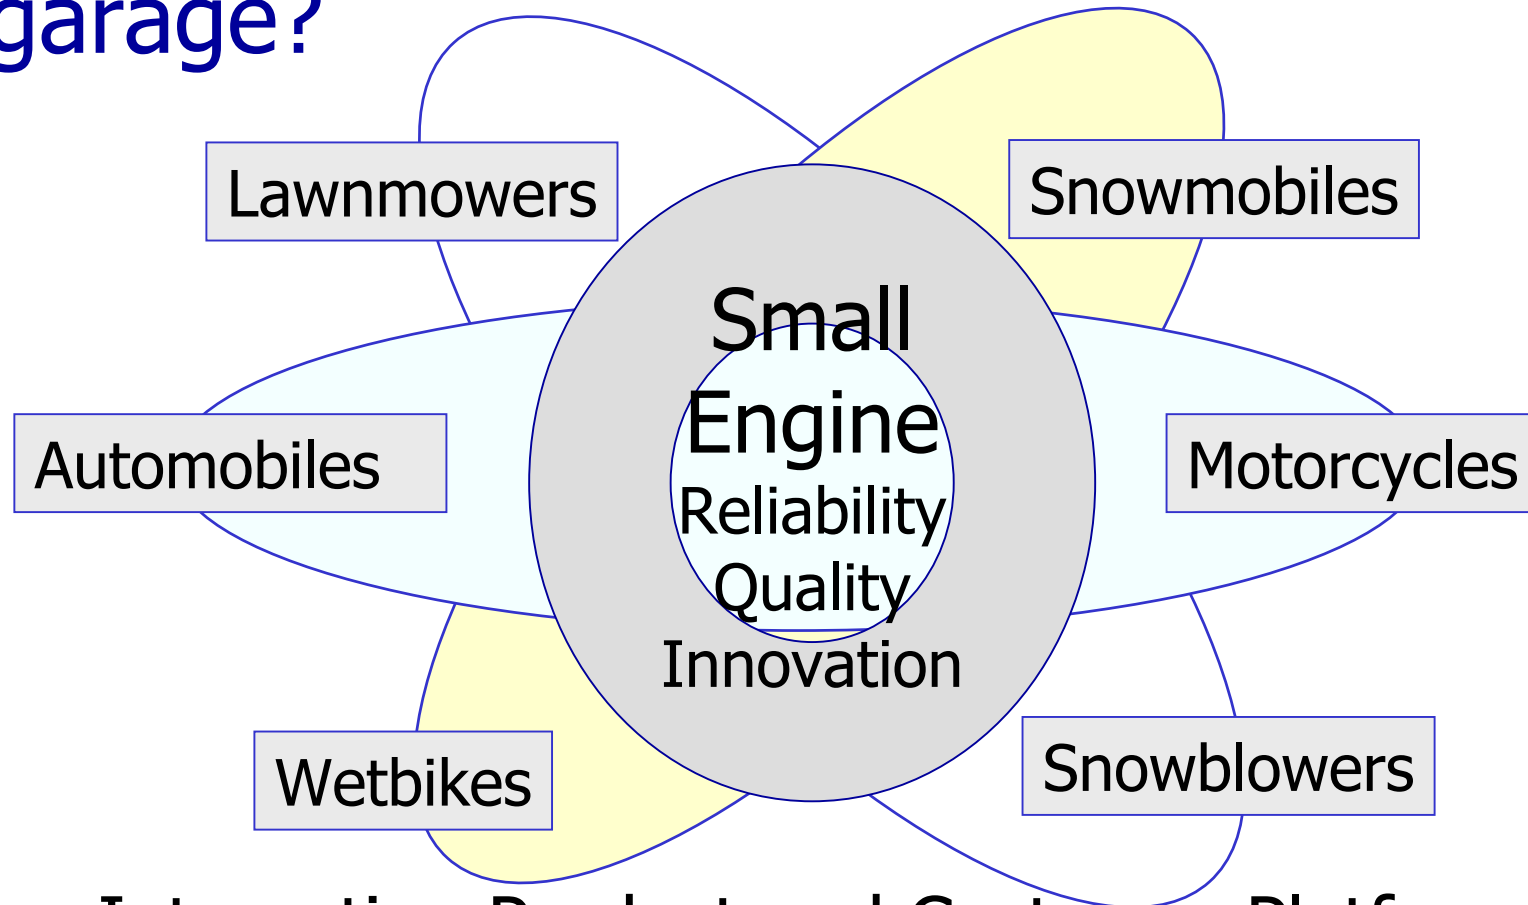 garage?
Lawnmowers
Snowmobiles
Small
Engine
Automobiles
Motorcycles
Reliability
Quality
Innovation
Wetbikes
Snowblowers